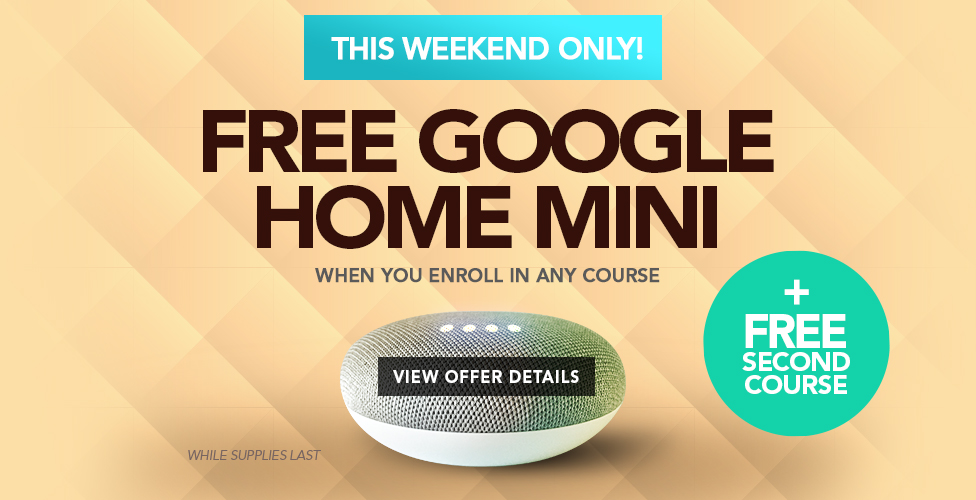 THIS WEEKEND ONLY!
FREE GOOGLE
HOME MINI
WHEN YOU ENROLL IN ANY COURSE
+
FREE
SECOND
COURSE
VIEW OFFER DETAILS
WHILE SUPPLIES LAST